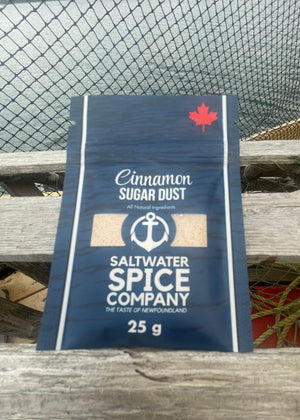 Cinnamon
SUGAR DUST
All Natural Ingredients
SALTWATER
SPICE
COMPANY
THE TASTE OF NEWFOUNDLAND
25 g